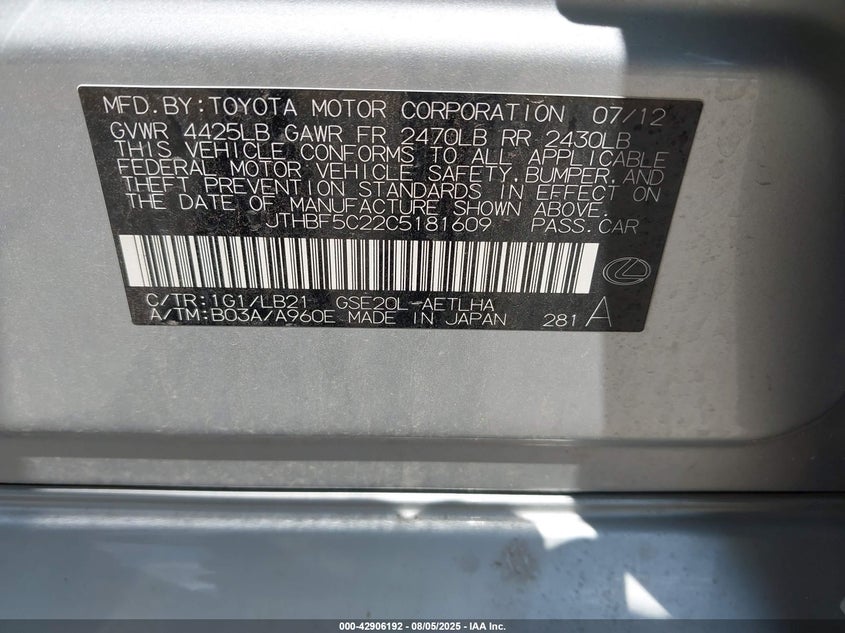 MFD.BY:TOYOTA MOTOR CORPORATION 07/12
GVWR 4425LB GAWR FR 2470LB RR 2430LB
THIS VEHICLE CONFORMS TO ALL APPLICABLE
FEDERAL MOTOR VEHICLE SAFETY,BUMPER,AND
THEFT PREVENTION STANDARDS IN EFFECT ON
THE DATE OF MANUFACTURE SHOWN ABOVE.
JTHBF5C22C5181609 PASS.CAR
C/TR:1G1/LB21 GSE20L-AETLHA
A/TM:B03A/A960E MADE IN JAPAN 281 A
000-42906192 - 08/05/2025 - IAA Inc.